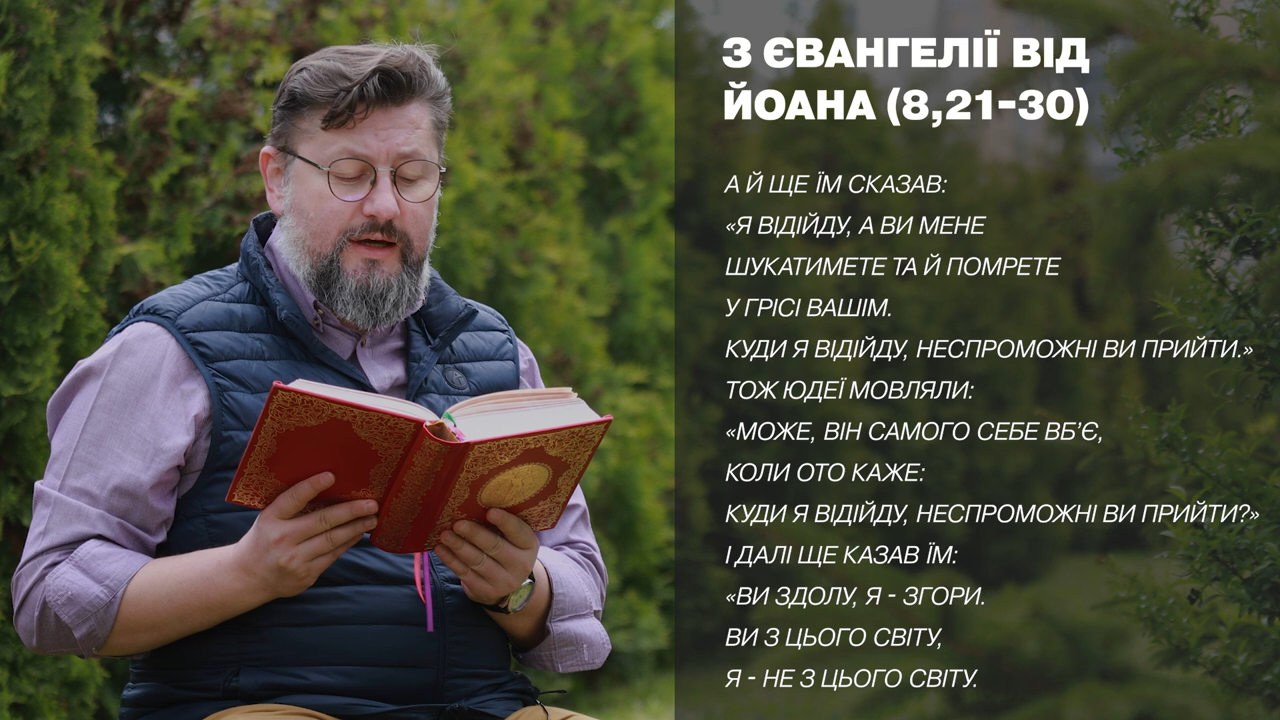 З ЄВАНГЕЛІЇ ВІД
ЙОАНА (8,21-30)
А Й ЩЕ ЇМ СКАЗАВ:
«Я ВІДІЙДУ, А ВИ МЕНЕ
ШУКАТИМЕТЕ ТА Й ПОМРЕТЕ
У ГРІСІ ВАШІМ.
КУДИ Я ВІДІЙДУ, НЕСПРОМОЖНІ ВИ ПРИЙТИ.»
ТОЖ ЮДЕЇ МОВЛЯЛИ:
«МОЖЕ, ВІН САМОГО СЕБЕ ВБ’Є,
КОЛИ ОТО КАЖЕ:
КУДИ Я ВІДІЙДУ, НЕСПРОМОЖНІ ВИ ПРИЙТИ?»
І ДАЛІ ЩЕ КАЗАВ ЇМ:
«ВИ ЗДОЛУ, Я - ЗГОРИ.
ВИ З ЦЬОГО СВІТУ,
Я - НЕ З ЦЬОГО СВІТУ.